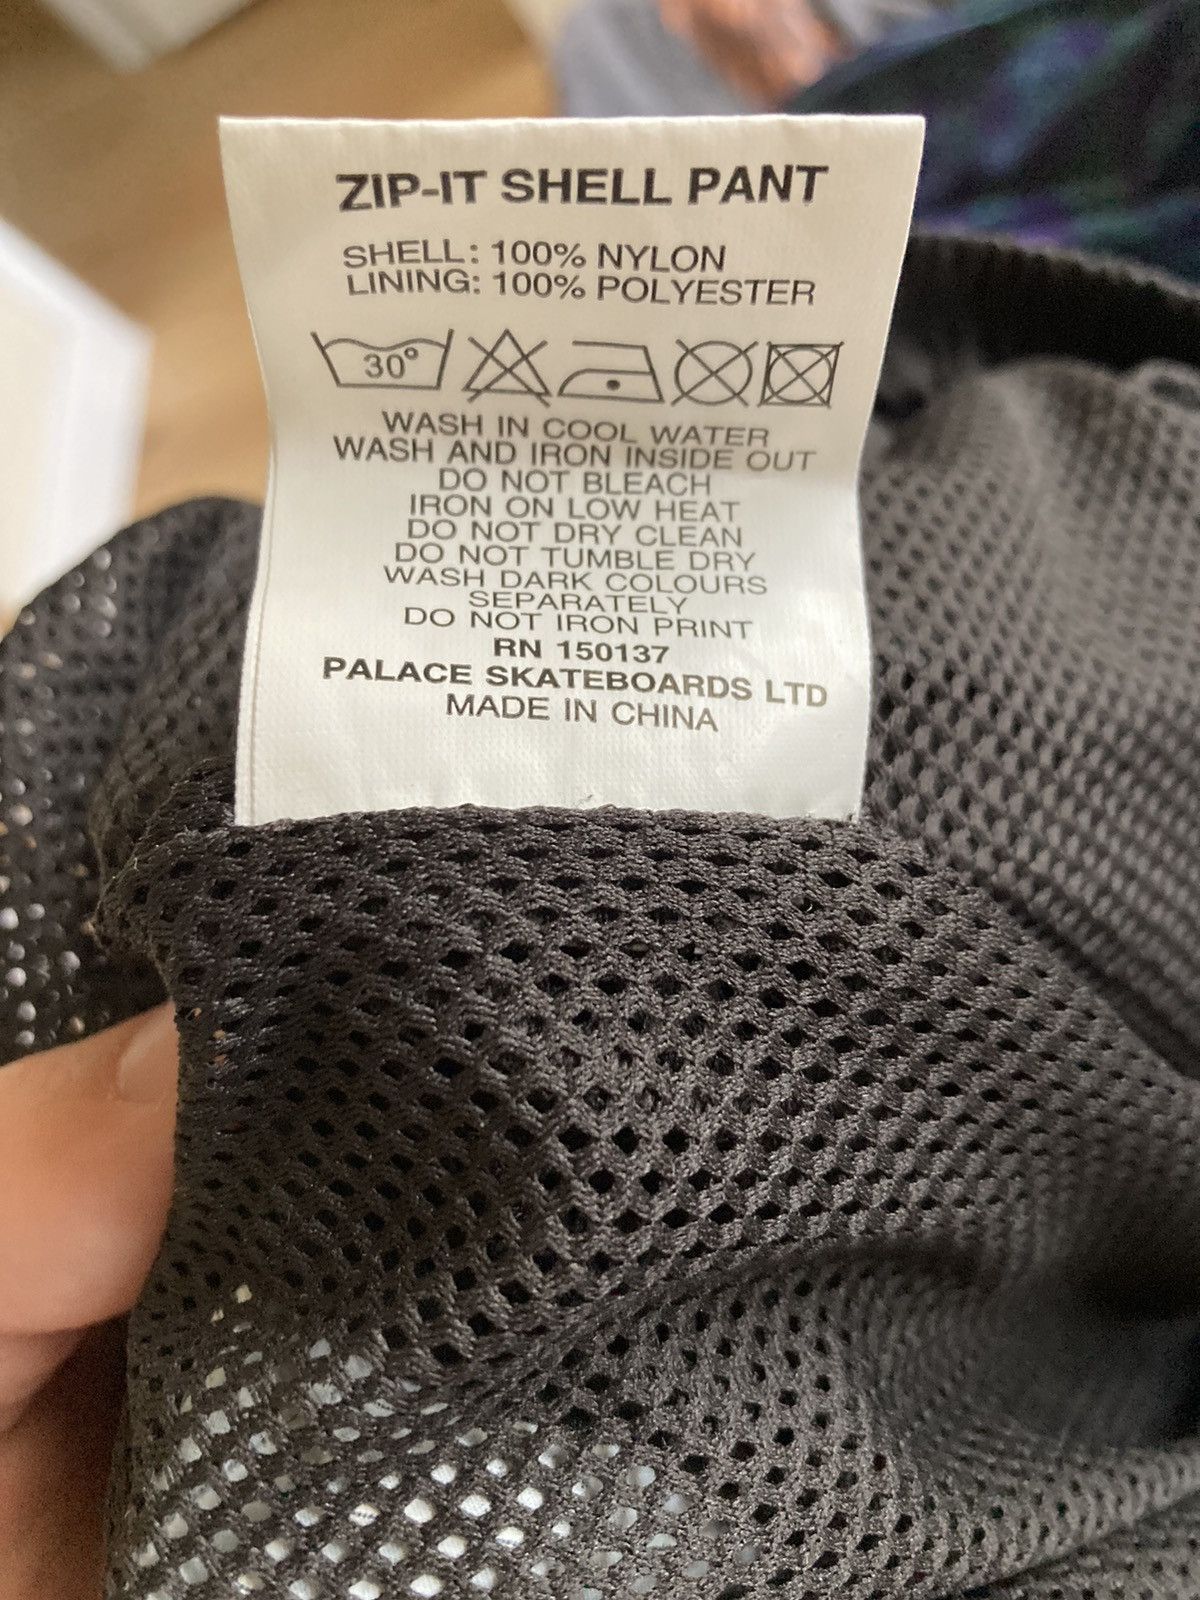 ZIP-IT SHELL PANT
SHELL: 100% NYLON
LINING: 100% POLYESTER
30°
WASH IN COOL WATER
WASH AND IRON INSIDE OUT
DO NOT BLEACH
IRON ON LOW HEAT
DO NOT DRY CLEAN
DO NOT TUMBLE DRY
WASH DARK COLOURS
SEPARATELY
DO NOT IRON PRINT
RN 150137
PALACE SKATEBOARDS LTD
MADE IN CHINA